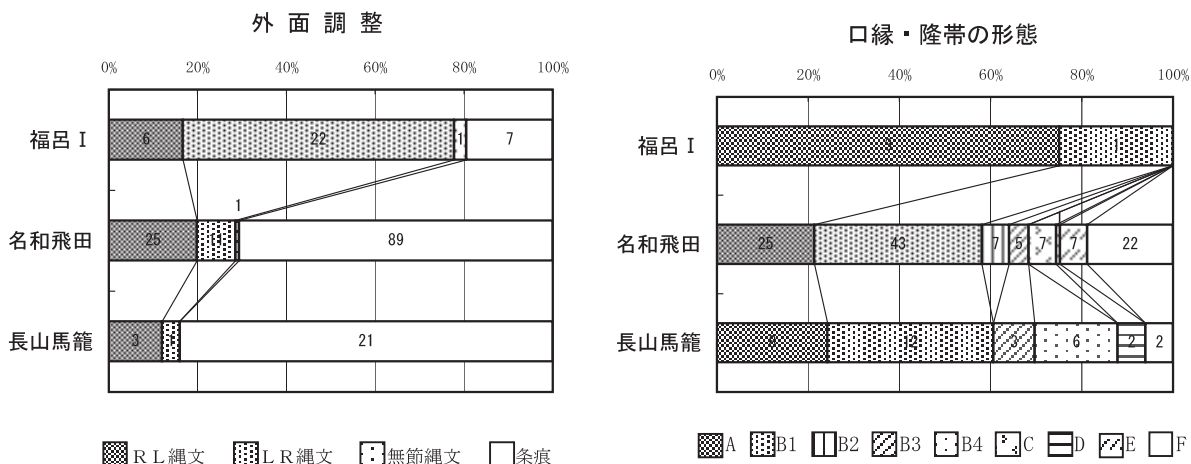 外 面 調 整
0% 20% 40% 60% 80% 100%
福呂Ⅰ 6 22 1 7
1
名和飛田 25 11 89
長山馬籠 3 1 21
ＲＬ縄文 ＬＲ縄文 無節縄文 条痕
口縁・隆帯の形態
0% 20% 40% 60% 80% 100%
福呂Ⅰ 1
名和飛田 25 43 7 5 7 7 22
長山馬籠 8 12 3 6 2 2
A B1 B2 B3 B4 C D E F